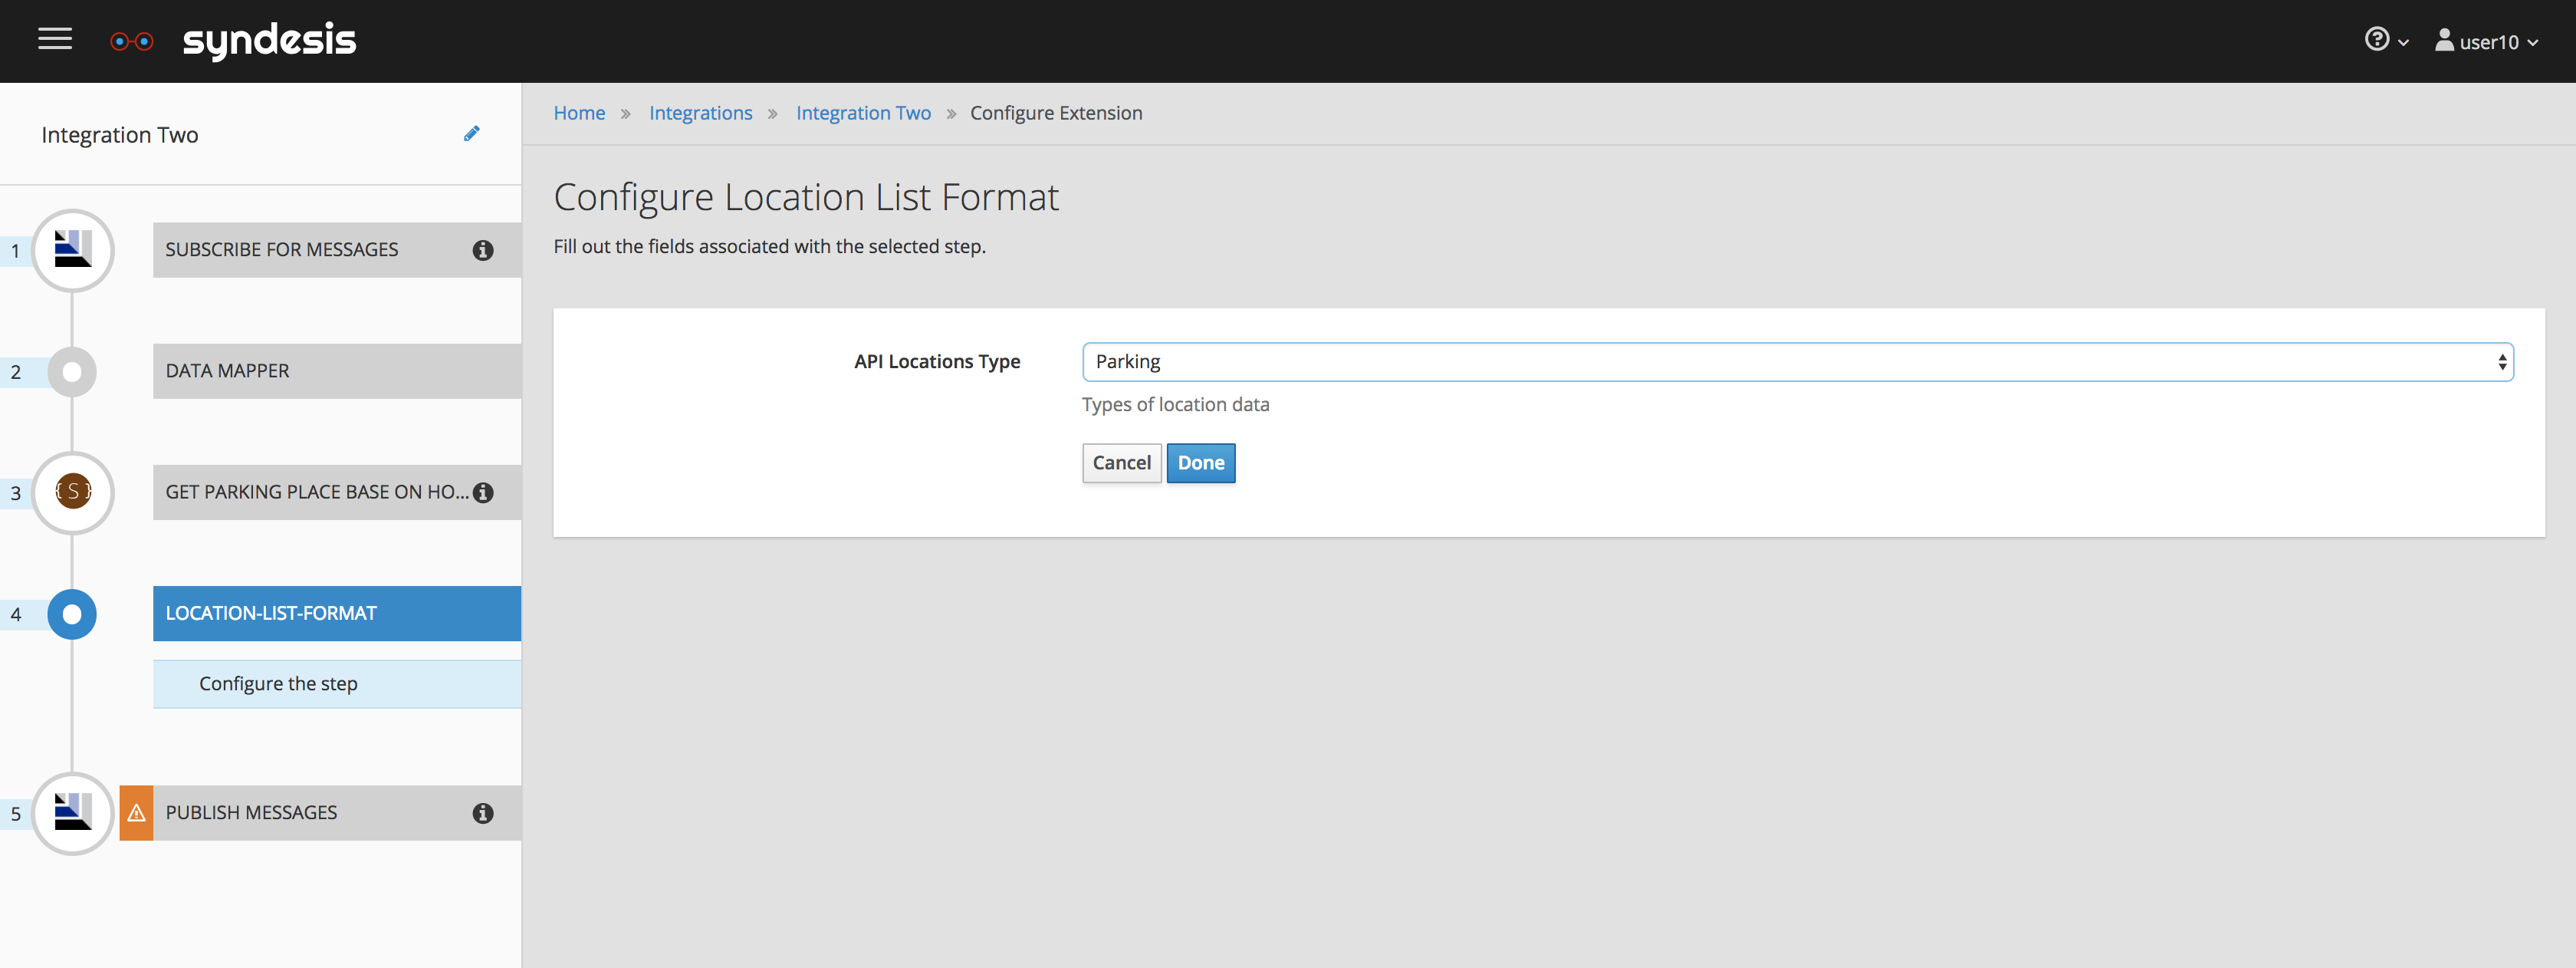 syndesis
user10
Integration Two
1
SUBSCRIBE FOR MESSAGES
2
DATA MAPPER
3
{ S }
GET PARKING PLACE BASE ON HO...
4
LOCATION-LIST-FORMAT
Configure the step
5
PUBLISH MESSAGES
Home » Integrations » Integration Two » Configure Extension
Configure Location List Format
Fill out the fields associated with the selected step.
API Locations Type
Parking
Types of location data
Cancel
Done